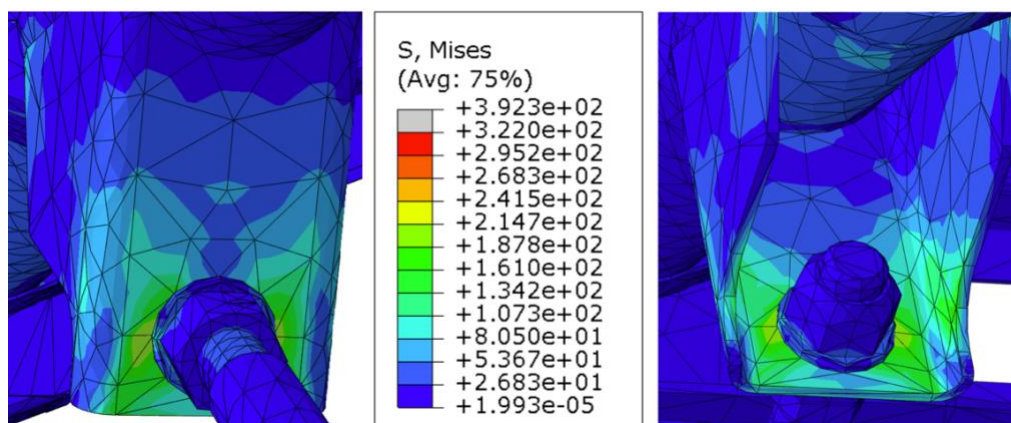 S, Mises
(Avg: 75%)
+3.923e+02
+3.220e+02
+2.952e+02
+2.683e+02
+2.415e+02
+2.147e+02
+1.878e+02
+1.610e+02
+1.342e+02
+1.073e+02
+8.050e+01
+5.367e+01
+2.683e+01
+1.993e-05